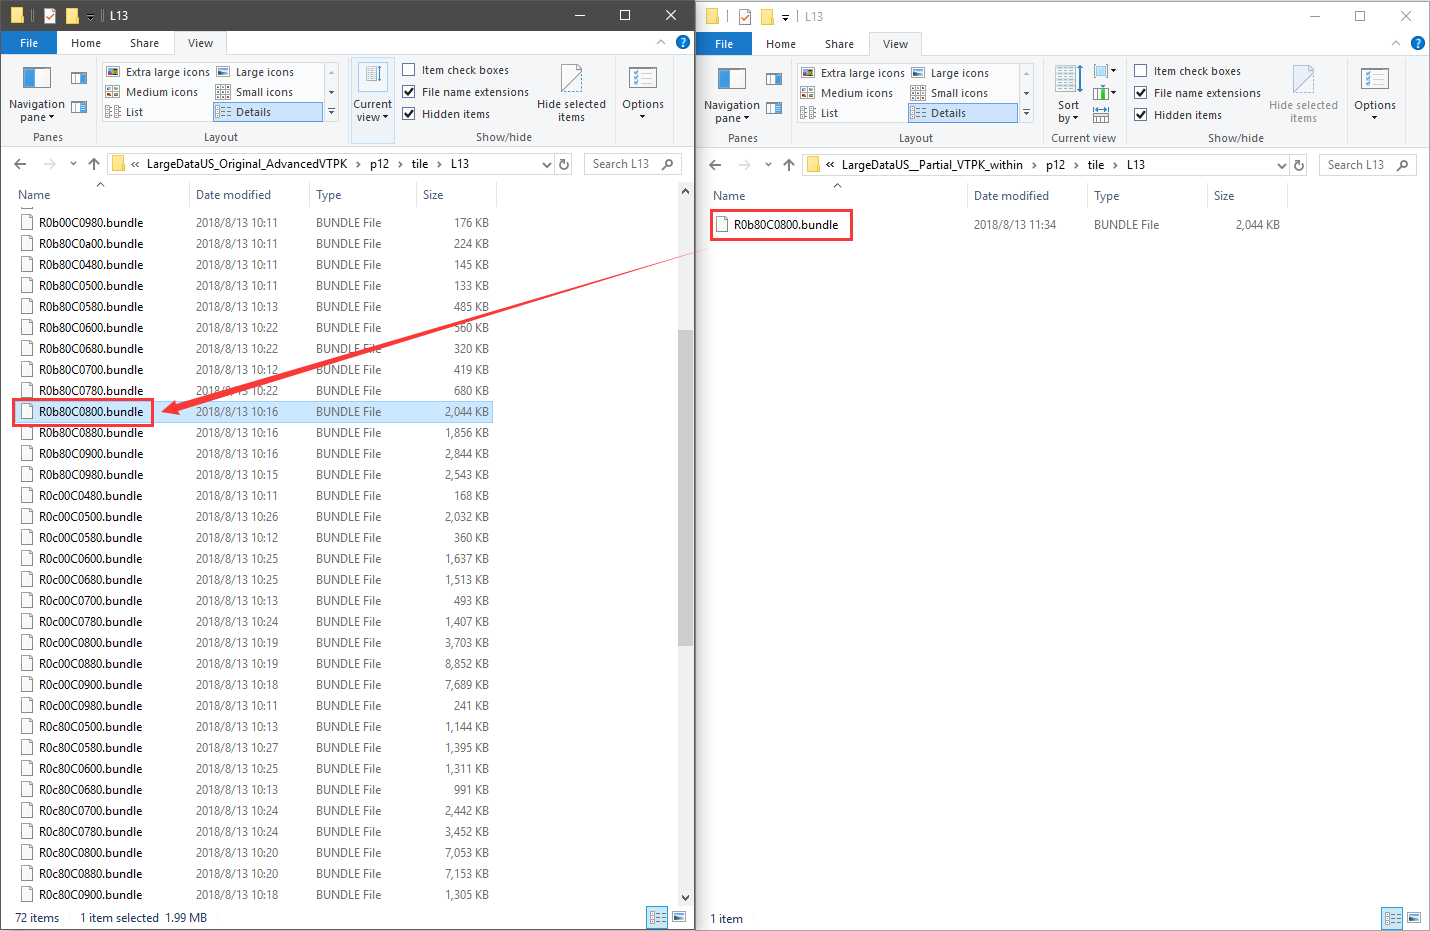 L13
File Home Share View
Navigation pane
Extra large icons Large icons
Medium icons Small icons
List Details
Current view
Item check boxes
File name extensions
Hidden items
Hide selected items
Options
Panes Layout Show/hide
« LargeDataUS_Original_AdvancedVTPK > p12 > tile > L13
Search L13
Name Date modified Type Size
R0b00C0980.bundle 2018/8/13 10:11 BUNDLE File 176 KB
R0b80C0a00.bundle 2018/8/13 10:11 BUNDLE File 224 KB
R0b80C0480.bundle 2018/8/13 10:11 BUNDLE File 145 KB
R0b80C0500.bundle 2018/8/13 10:11 BUNDLE File 133 KB
R0b80C0580.bundle 2018/8/13 10:13 BUNDLE File 485 KB
R0b80C0600.bundle 2018/8/13 10:22 BUNDLE File 560 KB
R0b80C0680.bundle 2018/8/13 10:22 BUNDLE File 320 KB
R0b80C0700.bundle 2018/8/13 10:12 BUNDLE File 419 KB
R0b80C0780.bundle 2018/8/13 10:22 BUNDLE File 680 KB
R0b80C0800.bundle 2018/8/13 10:16 BUNDLE File 2,044 KB
R0b80C0880.bundle 2018/8/13 10:16 BUNDLE File 1,856 KB
R0b80C0900.bundle 2018/8/13 10:16 BUNDLE File 2,844 KB
R0b80C0980.bundle 2018/8/13 10:15 BUNDLE File 2,543 KB
R0c00C0480.bundle 2018/8/13 10:11 BUNDLE File 168 KB
R0c00C0500.bundle 2018/8/13 10:26 BUNDLE File 2,032 KB
R0c00C0580.bundle 2018/8/13 10:12 BUNDLE File 360 KB
R0c00C0600.bundle 2018/8/13 10:25 BUNDLE File 1,637 KB
R0c00C0680.bundle 2018/8/13 10:25 BUNDLE File 1,513 KB
R0c00C0700.bundle 2018/8/13 10:13 BUNDLE File 493 KB
R0c00C0780.bundle 2018/8/13 10:24 BUNDLE File 1,407 KB
R0c00C0800.bundle 2018/8/13 10:19 BUNDLE File 3,703 KB
R0c00C0880.bundle 2018/8/13 10:19 BUNDLE File 8,852 KB
R0c00C0900.bundle 2018/8/13 10:18 BUNDLE File 7,689 KB
R0c00C0980.bundle 2018/8/13 10:11 BUNDLE File 241 KB
R0c80C0500.bundle 2018/8/13 10:13 BUNDLE File 1,144 KB
R0c80C0580.bundle 2018/8/13 10:27 BUNDLE File 1,395 KB
R0c80C0600.bundle 2018/8/13 10:25 BUNDLE File 1,311 KB
R0c80C0680.bundle 2018/8/13 10:13 BUNDLE File 991 KB
R0c80C0700.bundle 2018/8/13 10:24 BUNDLE File 2,442 KB
R0c80C0780.bundle 2018/8/13 10:24 BUNDLE File 3,452 KB
R0c80C0800.bundle 2018/8/13 10:20 BUNDLE File 7,053 KB
R0c80C0880.bundle 2018/8/13 10:20 BUNDLE File 7,153 KB
R0c80C0900.bundle 2018/8/13 10:18 BUNDLE File 1,305 KB
72 items 1 item selected 1.99 MB
L13
File Home Share View
Navigation pane
Extra large icons Large icons
Medium icons Small icons
List Details
Sort by
Item check boxes
File name extensions
Hidden items
Hide selected items
Options
Panes Layout Current view Show/hide
« LargeDataUS__Partial_VTPK_within > p12 > tile > L13
Search L13
Name Date modified Type Size
R0b80C0800.bundle 2018/8/13 11:34 BUNDLE File 2,044 KB
1 item